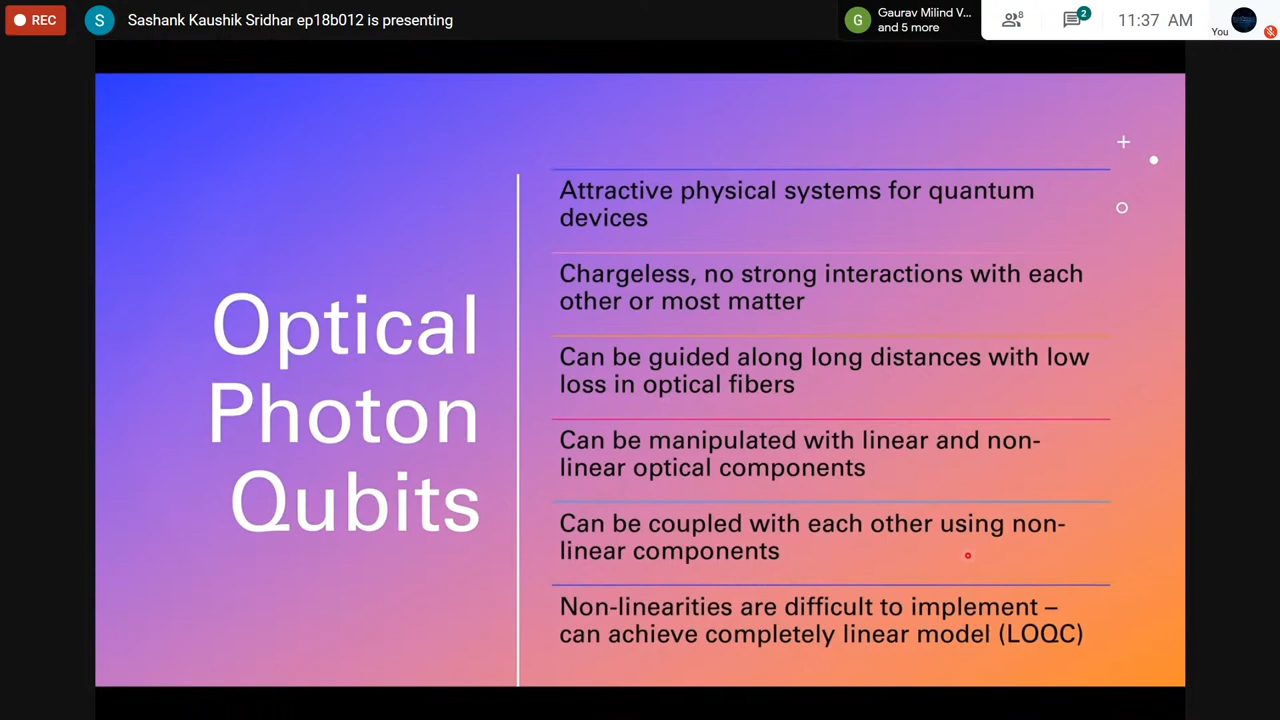 REC
S
Sashank Kaushik Sridhar ep18b012 is presenting
G
Gaurav Milind V...
and 5 more
8
2
11:37 AM
You
Optical
Photon
Qubits
Attractive physical systems for quantum
devices
Chargeless, no strong interactions with each
other or most matter
Can be guided along long distances with low
loss in optical fibers
Can be manipulated with linear and non-
linear optical components
Can be coupled with each other using non-
linear components
Non-linearities are difficult to implement –
can achieve completely linear model (LOQC)